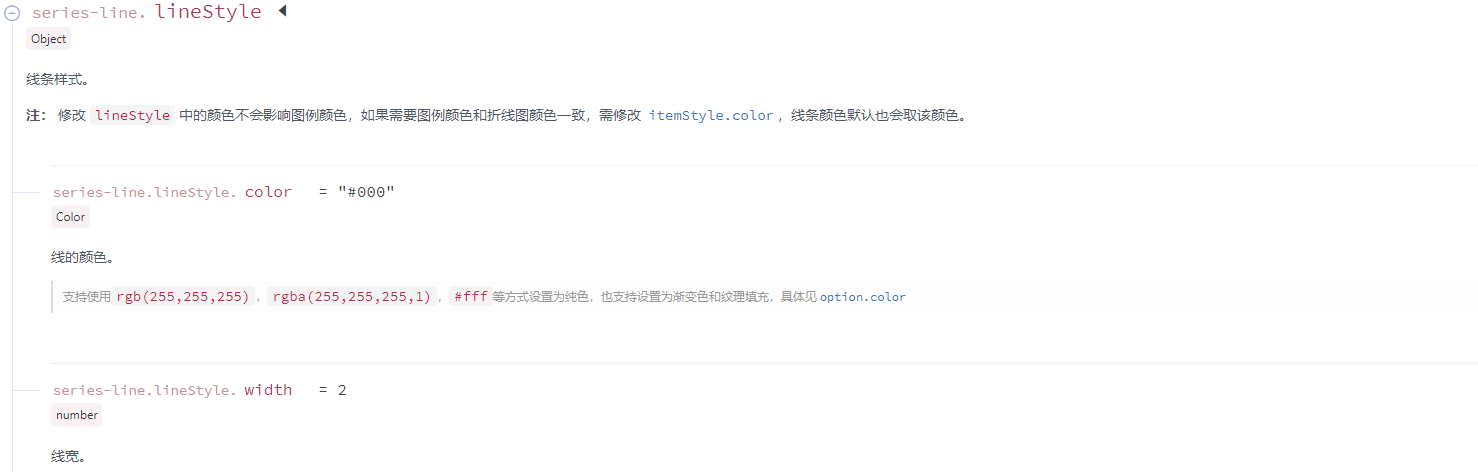 series-line. lineStyle
Object
线条样式。
注： 修改 lineStyle 中的颜色不会影响图例颜色，如果需要图例颜色和折线图颜色一致，需修改 itemStyle.color，线条颜色默认也会取该颜色。
series-line.lineStyle. color = "#000"
Color
线的颜色。
支持使用 rgb(255,255,255) ， rgba(255,255,255,1) ， #fff 等方式设置为纯色，也支持设置为渐变色和纹理填充，具体见 option.color
series-line.lineStyle. width = 2
number
线宽。